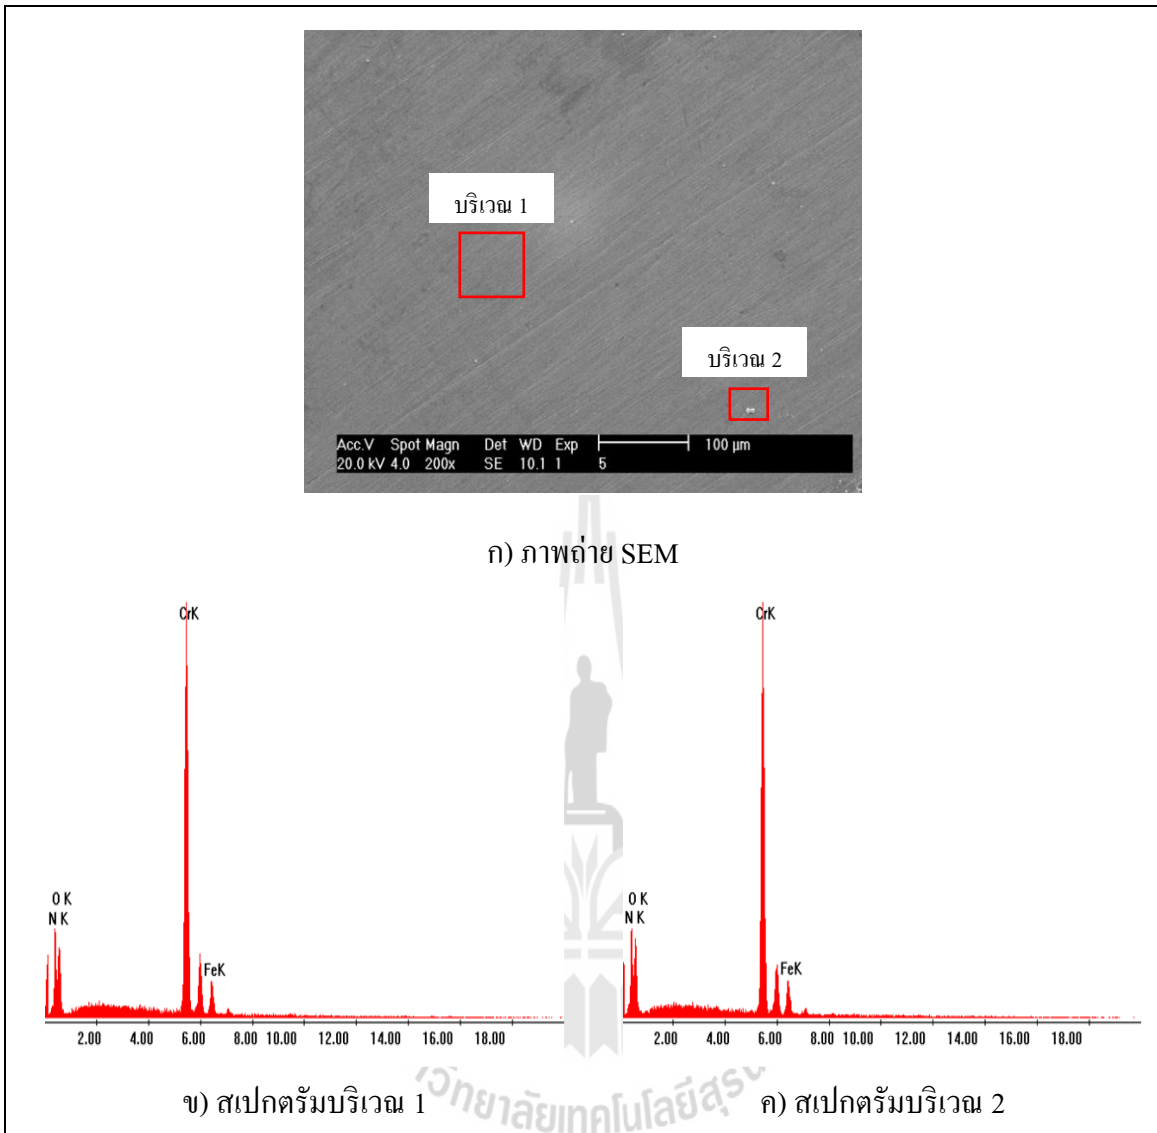 บริเวณ 1
บริเวณ 2
Acc.V Spot Magn Det WD Exp 100 µm
20.0 kV 4.0 200x SE 10.1 1 5
ก) ภาพถ่าย SEM
CrK
O K
N K
FeK
2.00 4.00 6.00 8.00 10.00 12.00 14.00 16.00 18.00
CrK
O K
N K
FeK
2.00 4.00 6.00 8.00 10.00 12.00 14.00 16.00 18.00
ข) สเปกตรัมบริเวณ 1
ค) สเปกตรัมบริเวณ 2